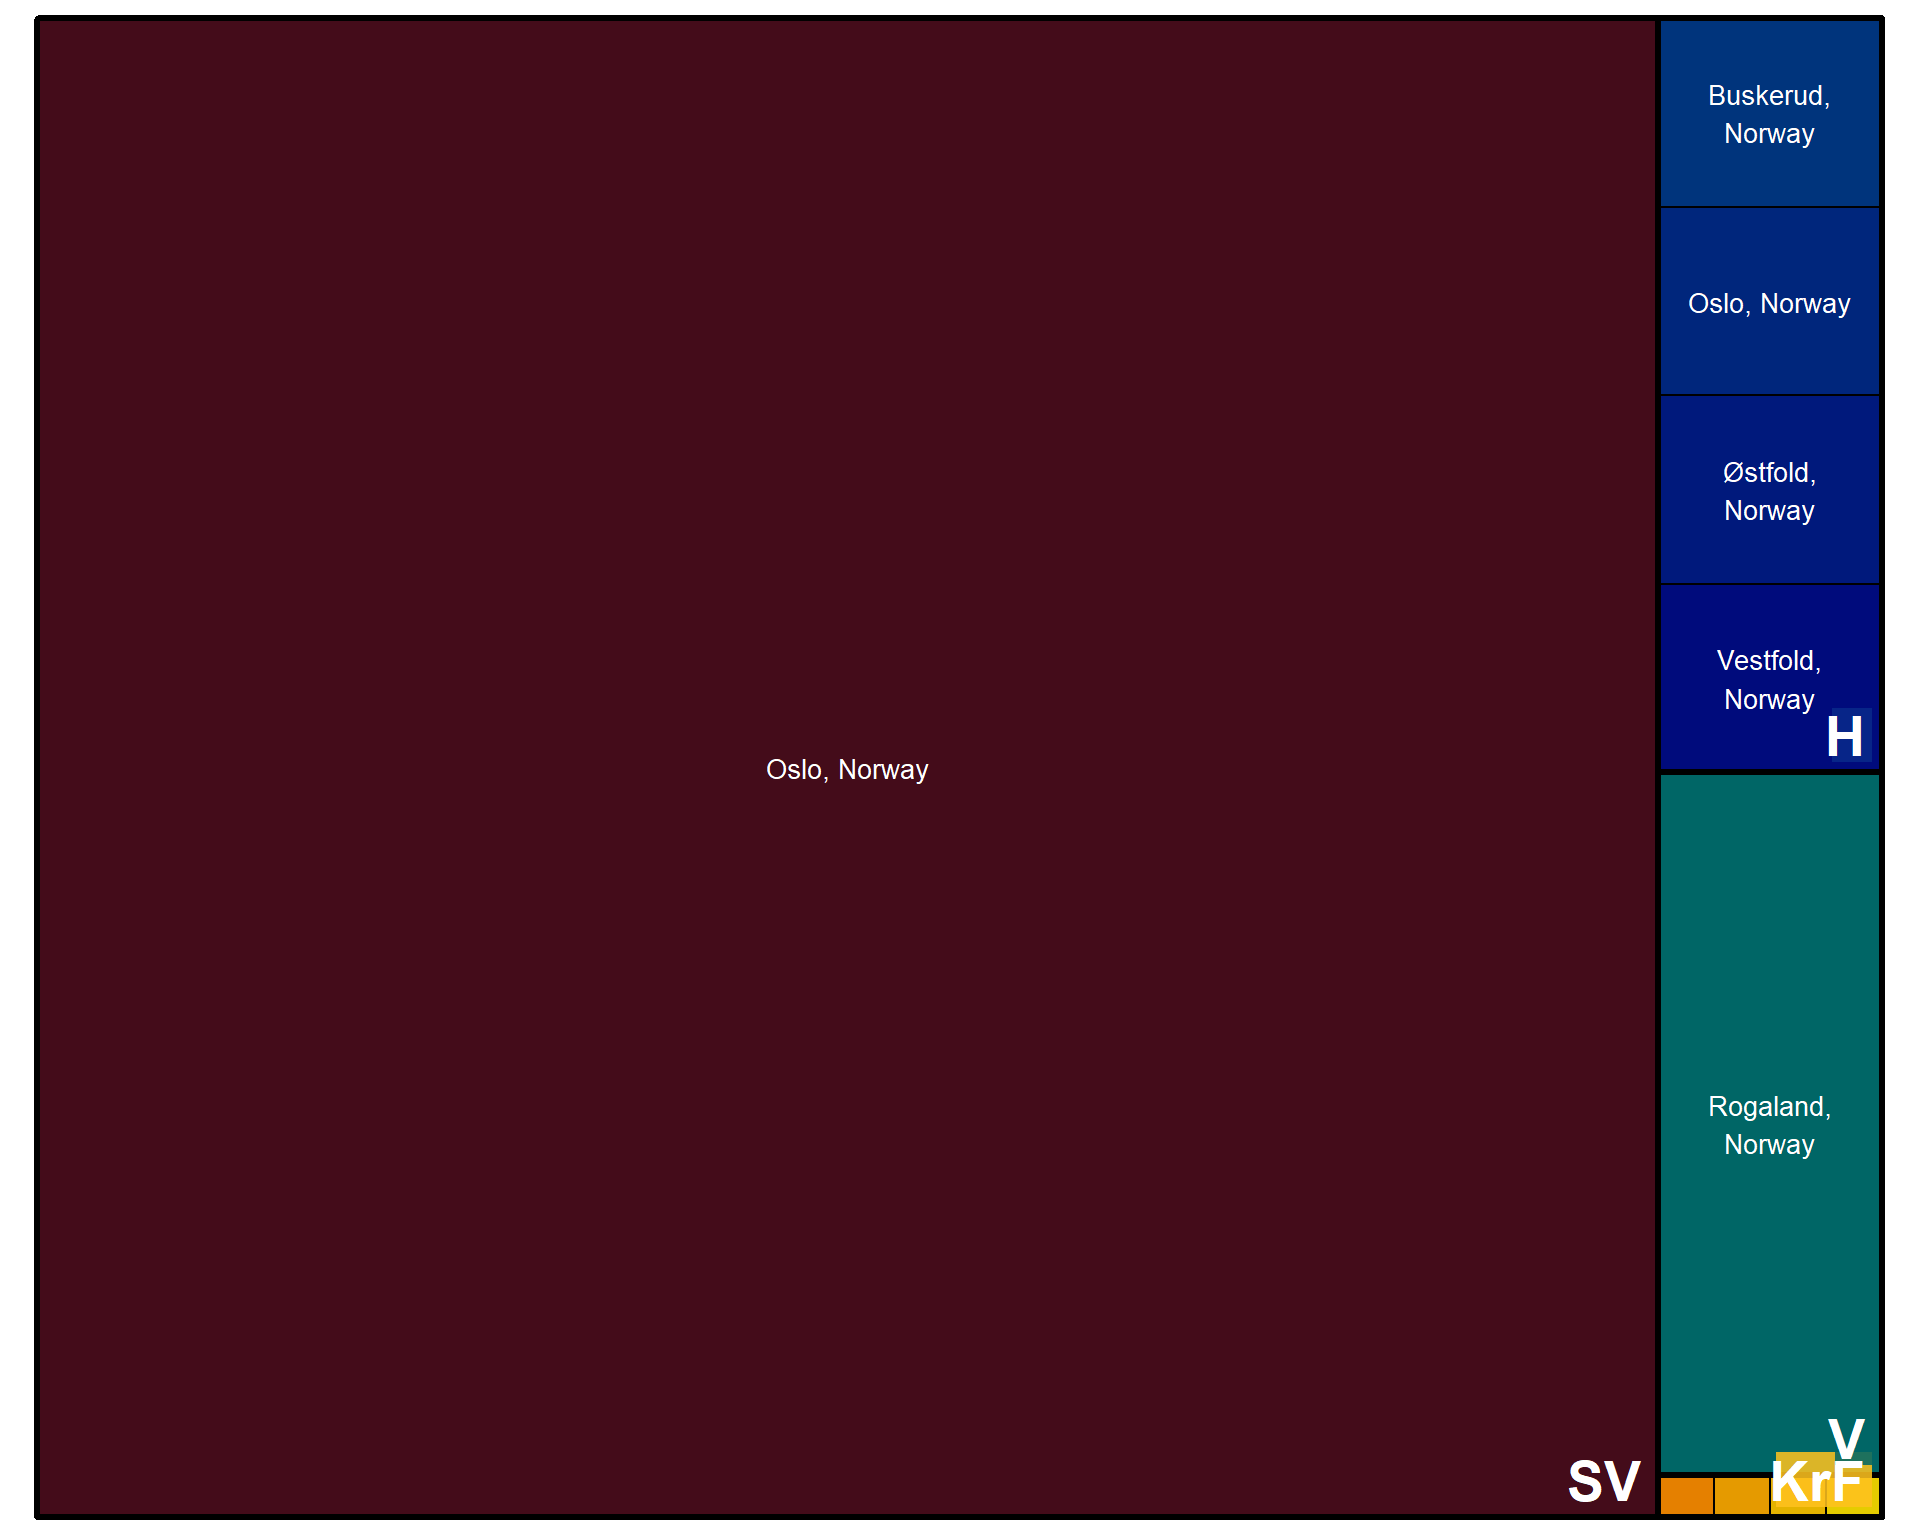 Oslo, Norway
SV
Buskerud,
Norway
Oslo, Norway
Østfold,
Norway
Vestfold,
Norway
H
Rogaland,
Norway
V
KrF